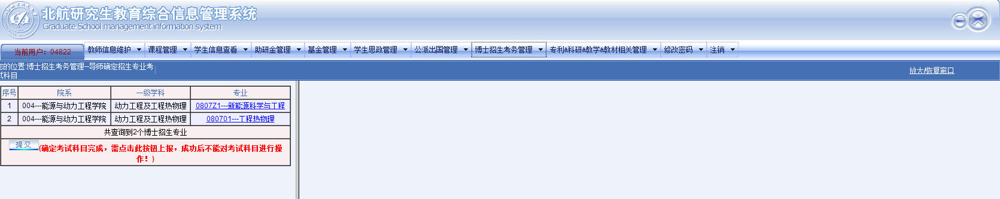 北航研究生教育综合信息管理系统
Graduate School management information system
当前用户：04822 教师信息维护 课程管理 学生信息查看 助研金管理 基金管理 学生思政管理 公派出国管理 博士招生考务管理 专利&科研&教学&教材相关管理 修改密码 注销
您的位置:博士招生考务管理--导师确定招生专业考
试科目
放大/恢复窗口
序号 院系 一级学科 专业
1 004---能源与动力工程学院 动力工程及工程热物理 0807Z1---新能源科学与工程
2 004---能源与动力工程学院 动力工程及工程热物理 080701---工程热物理
共查询到2个博士招生专业
提交(确定考试科目完成，需点击此按钮上报，成功后不能对考试科目进行操
作！)